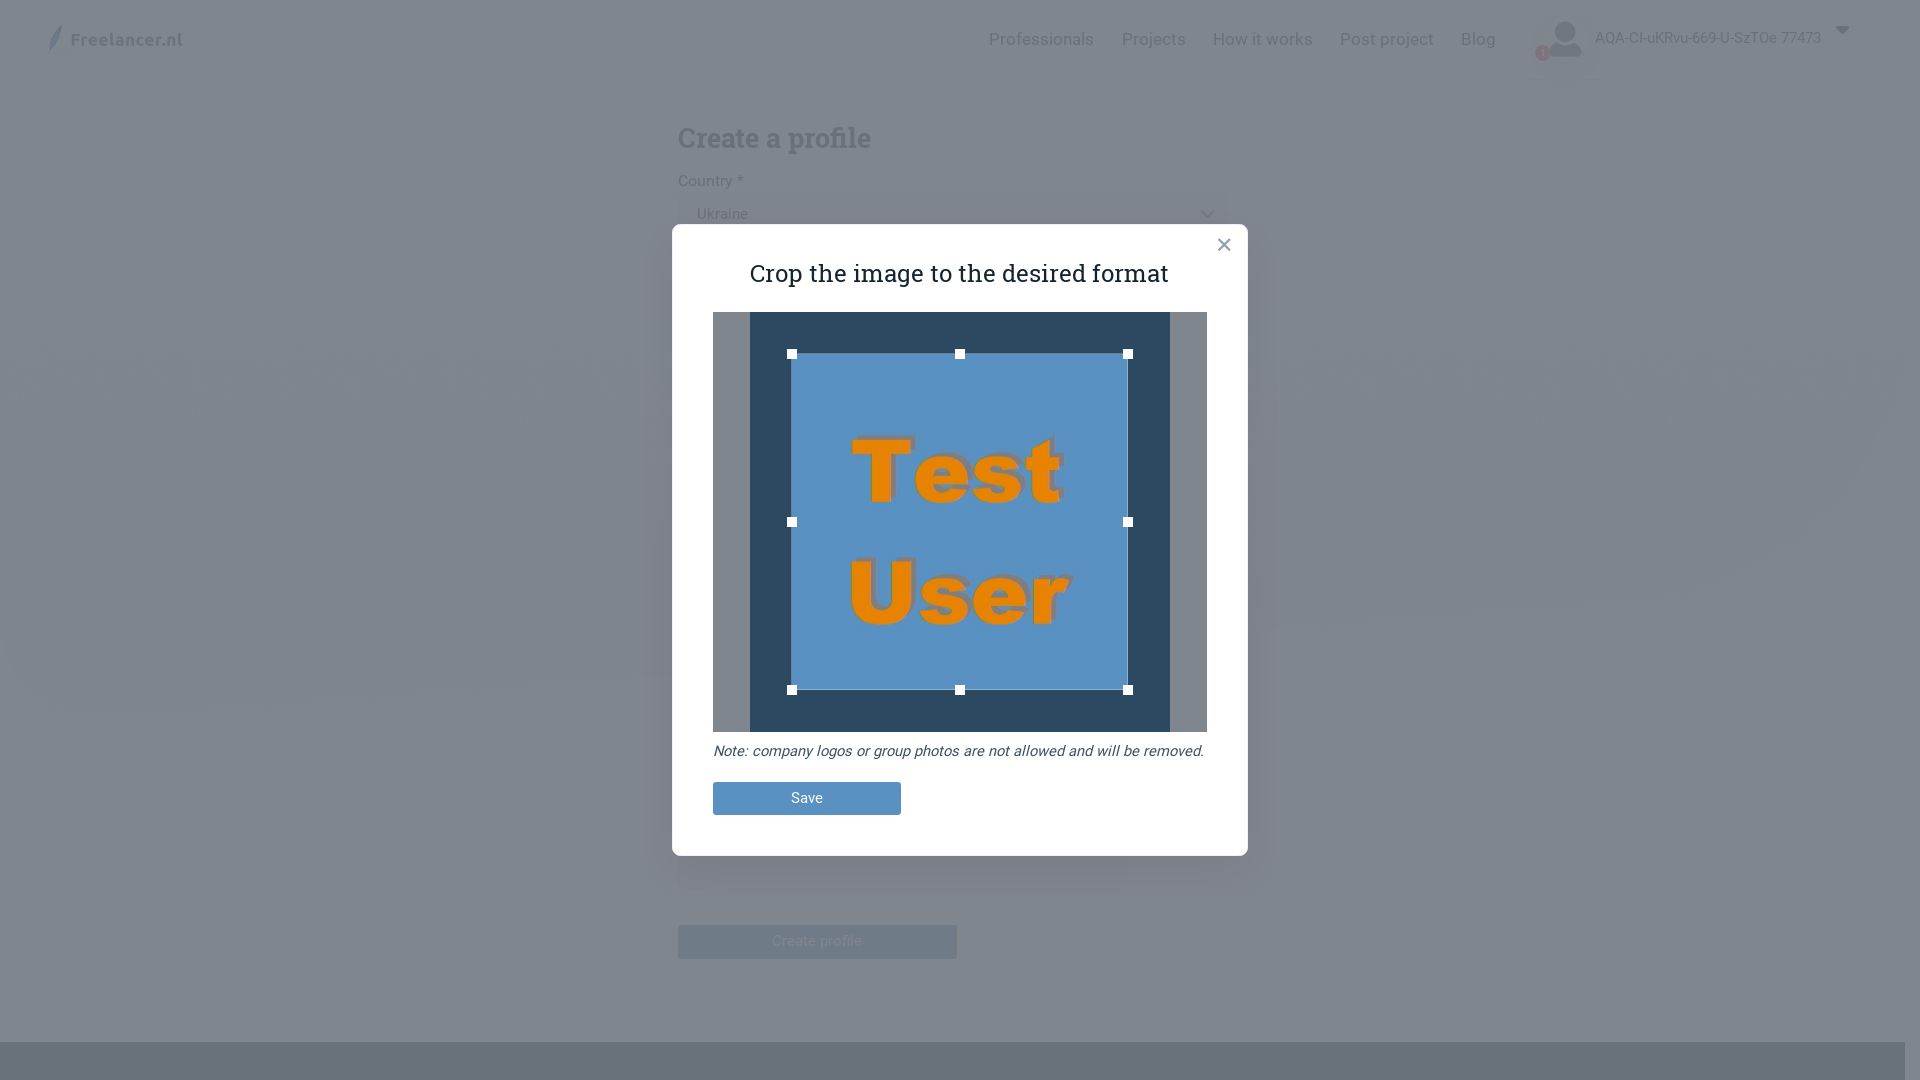 Freelancer.nl
Professionals
Projects
How it works
Post project
Blog
1
AQA-CI-uKRvu-669-U-SzTOe 77473
Create a profile
Country *
Ukraine
Crop the image to the desired format
Test
User
Note: company logos or group photos are not allowed and will be removed.
Save
Create profile